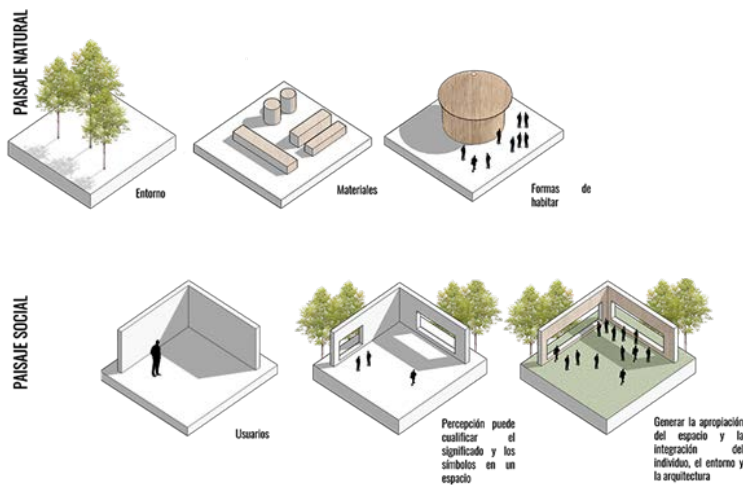 PAISAJE NATURAL
Entorno
Materiales
Formas de
habitar
PAISAJE SOCIAL
Usuarios
Percepción puede
cualificar el
significado y los
símbolos en un
espacio
Generar la apropiación
del espacio y la
integración del
individuo, el entorno y
la arquitectura